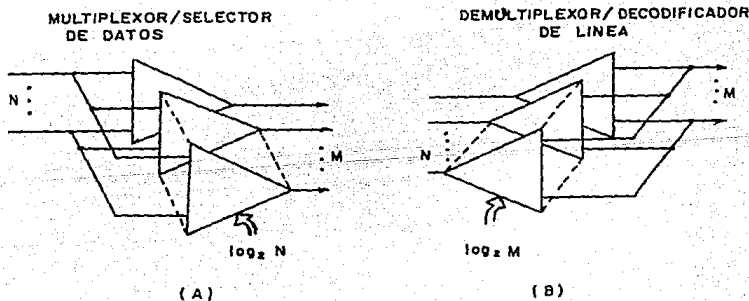 MULTIPLEXOR/SELECTOR
DE DATOS
N
M
log₂ N
(A)
DEMULTIPLEXOR/DECODIFICADOR
DE LINEA
M
N
log₂ M
(B)